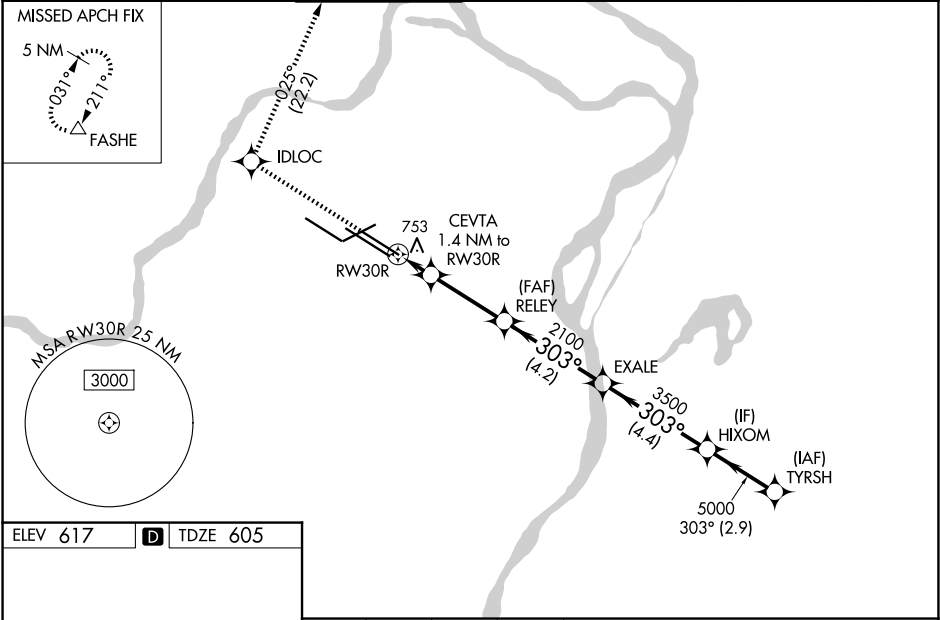 MISSED APCH FIX
5 NM
031°
211°
FASHE
025°
(22.2)
IDLOC
753
CEVTA
1.4 NM to
RW30R
RW30R
(FAF)
RELEY
2100
303°
(4.2)
EXALE
3500
303°
(4.4)
(IF)
HIXOM
(IAF)
TYRSH
5000
303° (2.9)
MSA RW30R 25 NM
3000
ELEV 617 D TDZE 605